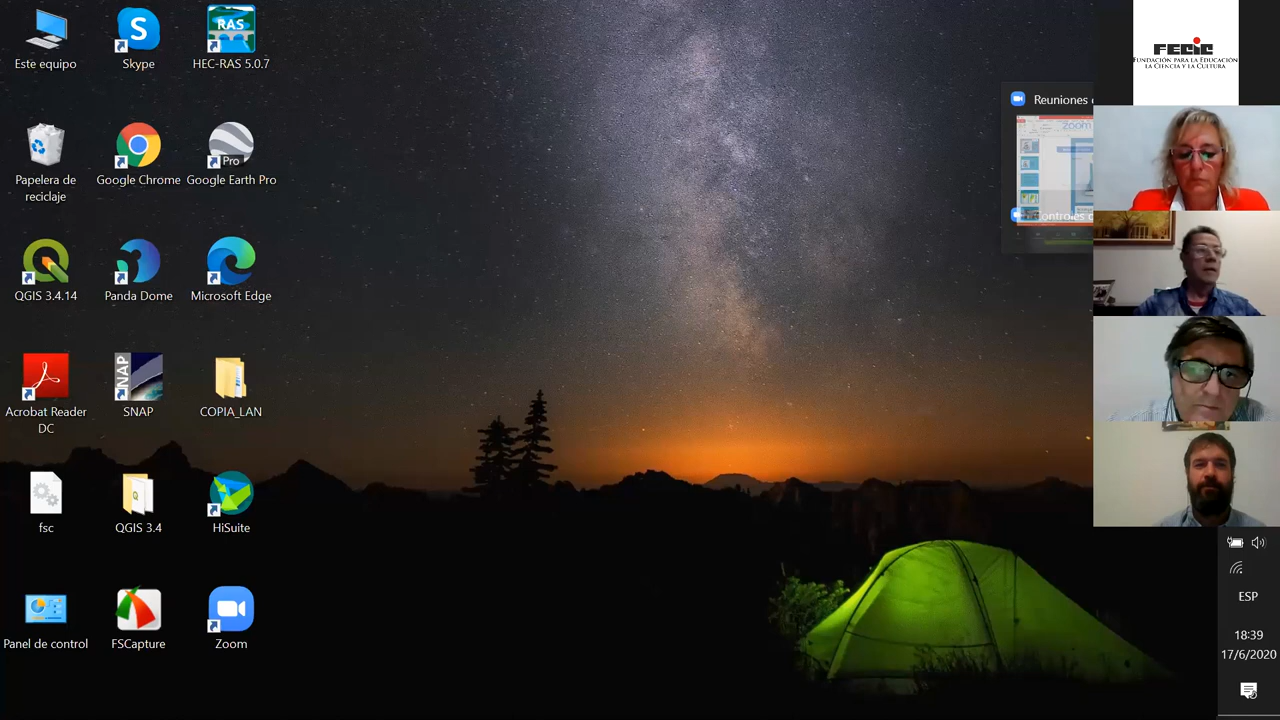 Este equipo
Skype
RAS
HEC-RAS 5.0.7
Papelera de
reciclaje
Google Chrome
Pro
Google Earth Pro
QGIS 3.4.14
Panda Dome
Microsoft Edge
Acrobat Reader
DC
SNAP
SNAP
COPIA_LAN
fsc
QGIS 3.4
HiSuite
Panel de control
FSCapture
Zoom
Reuniones
zoom
ontroles
FECIC
FUNDACIÓN PARA LA EDUCACIÓN
LA CIENCIA Y LA CULTURA
ESP
18:39
17/6/2020